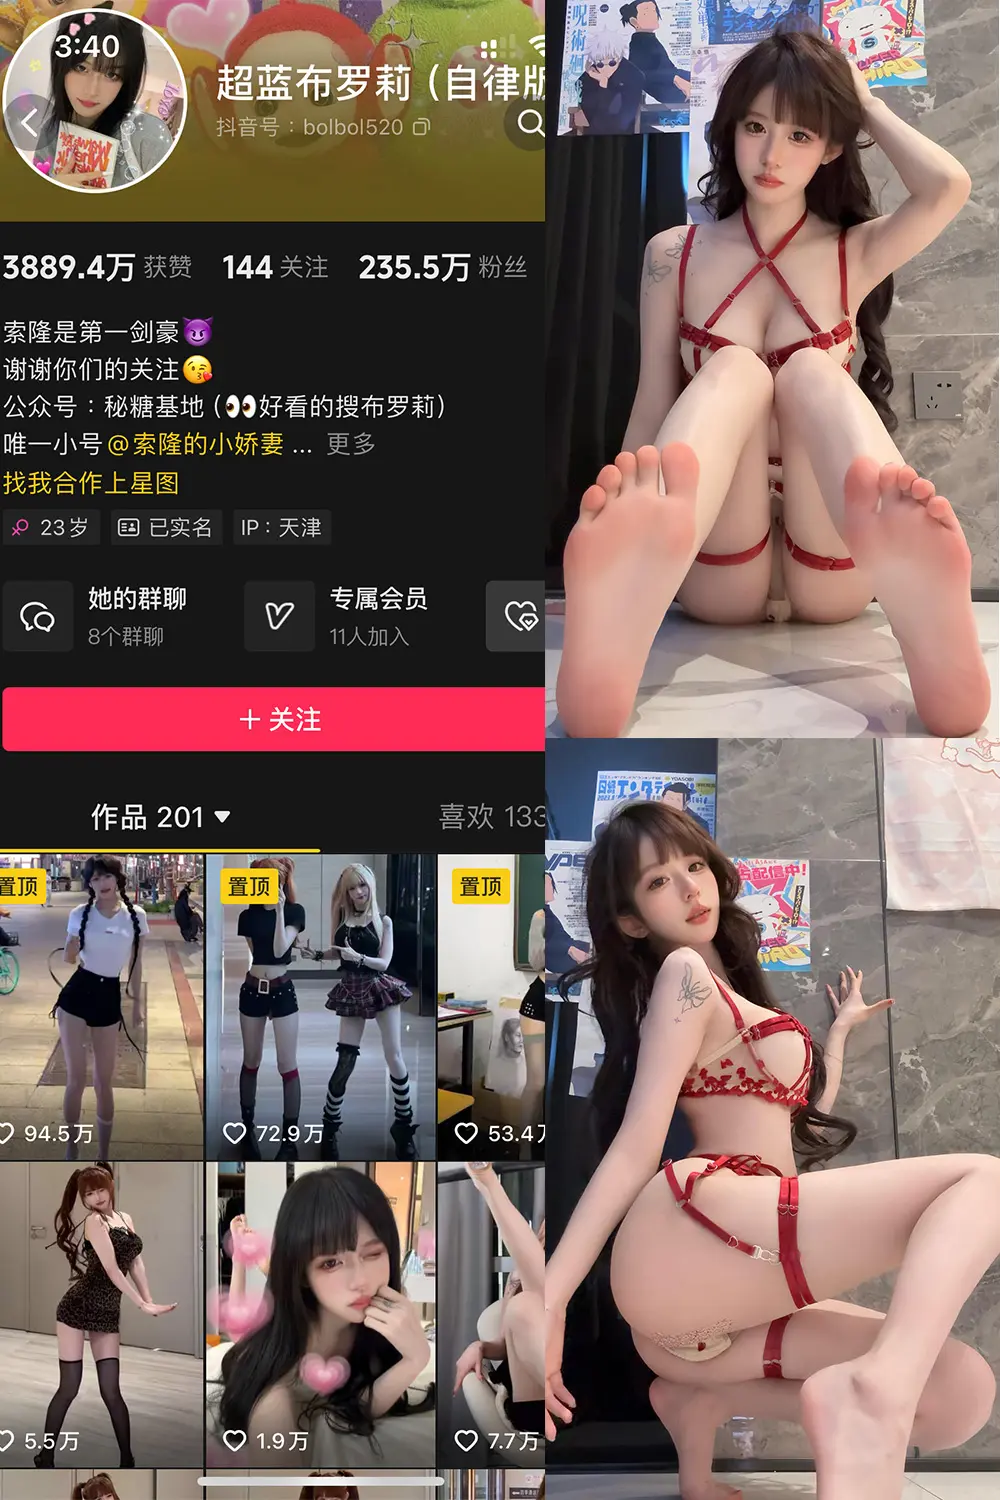 3:40
超蓝布罗莉（自律版
抖音号：bolbol520
3889.4万 获赞 144 关注 235.5万 粉丝
索隆是第一剑豪😈
谢谢你们的关注😘
公众号：秘糖基地（👀好看的搜布罗莉）
唯一小号@索隆的小娇妻 ... 更多
找我合作上星图
23岁 已实名 IP：天津
她的群聊 专属会员
8个群聊 11人加入
+ 关注
作品 201 喜欢 133
置顶 置顶 置顶
94.5万 72.9万 53.4万
5.5万 1.9万 7.7万
呪術廻
日経エンタテ
YOASOBI
配信中!